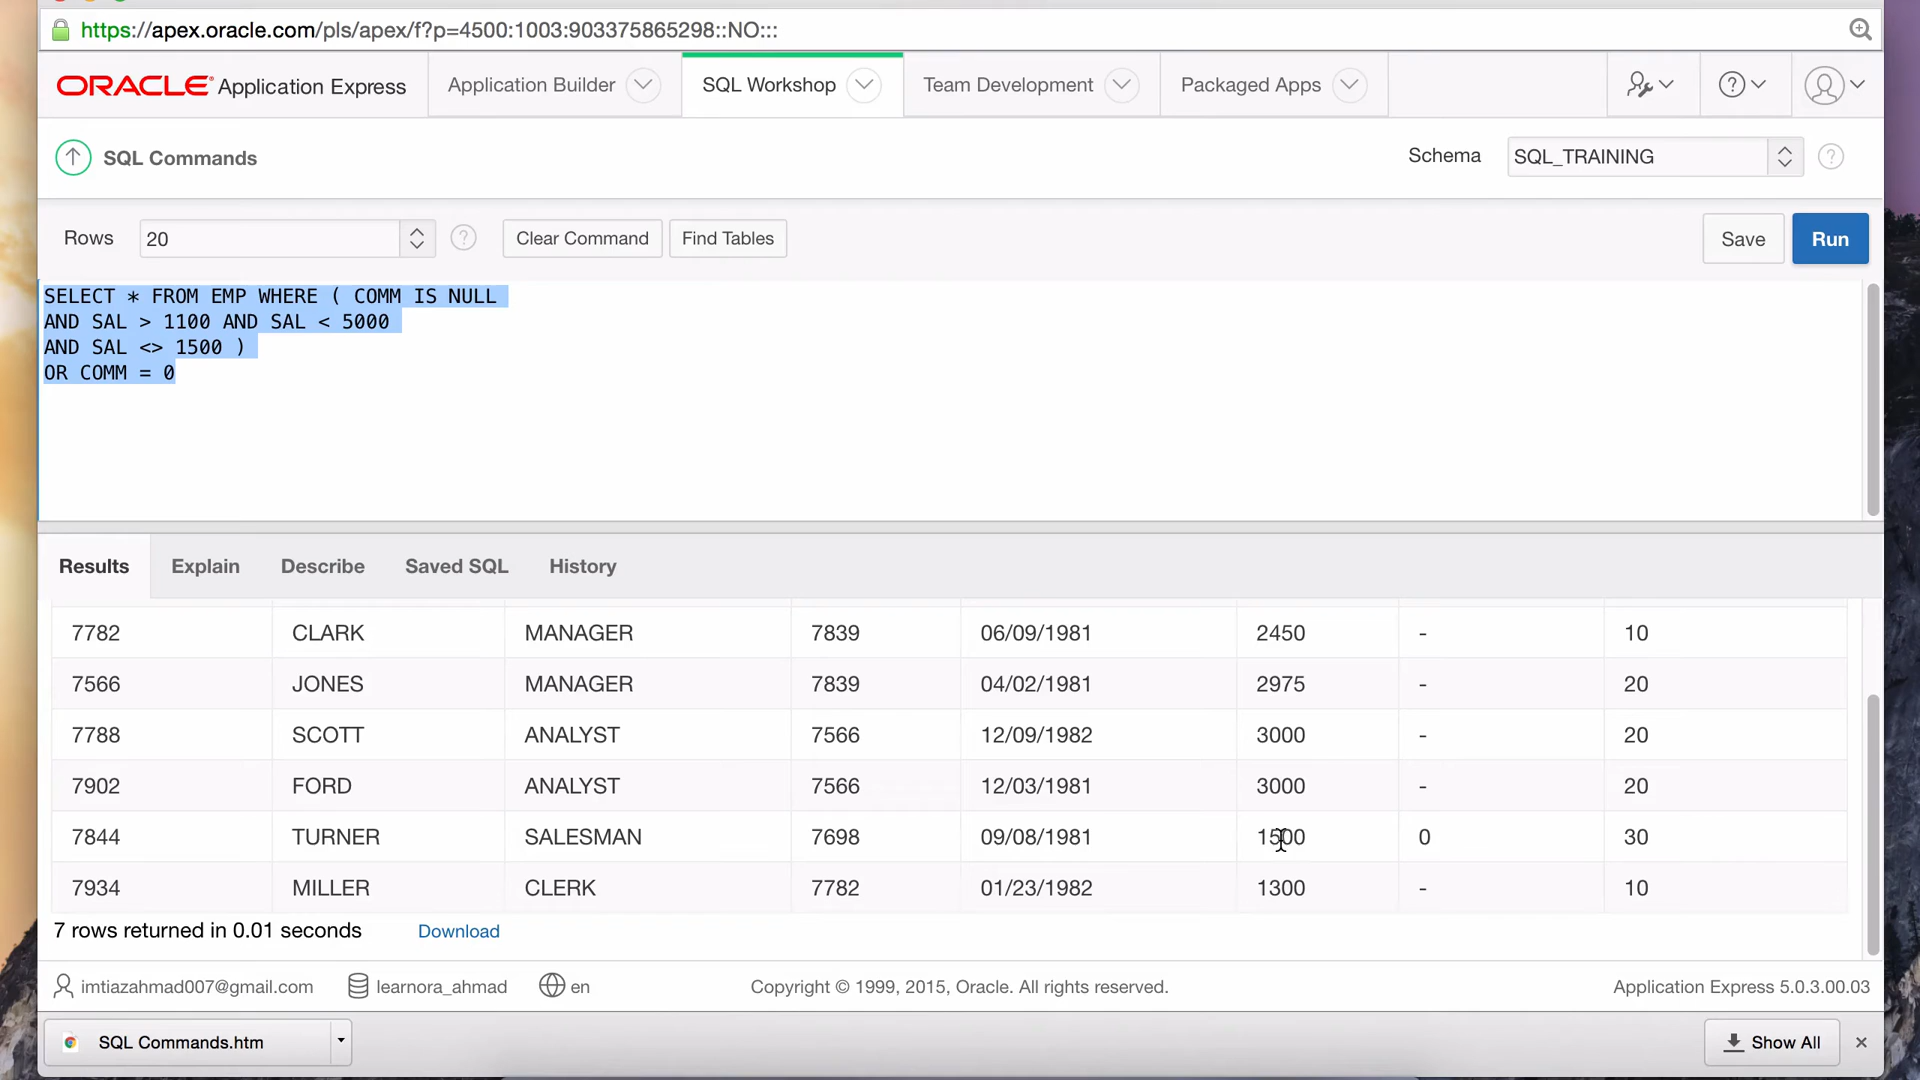 https://apex.oracle.com/pls/apex/f?p=4500:1003:903375865298::NO:::
ORACLE Application Express Application Builder SQL Workshop Team Development Packaged Apps
SQL Commands Schema SQL_TRAINING
Rows 20 Clear Command Find Tables Save Run
SELECT * FROM EMP WHERE ( COMM IS NULL
AND SAL > 1100 AND SAL < 5000
AND SAL <> 1500 )
OR COMM = 0
Results Explain Describe Saved SQL History
7782 CLARK MANAGER 7839 06/09/1981 2450 - 10
7566 JONES MANAGER 7839 04/02/1981 2975 - 20
7788 SCOTT ANALYST 7566 12/09/1982 3000 - 20
7902 FORD ANALYST 7566 12/03/1981 3000 - 20
7844 TURNER SALESMAN 7698 09/08/1981 1500 0 30
7934 MILLER CLERK 7782 01/23/1982 1300 - 10
7 rows returned in 0.01 seconds Download
imtiazahmad007@gmail.com learnora_ahmad en Copyright © 1999, 2015, Oracle. All rights reserved. Application Express 5.0.3.00.03
SQL Commands.htm Show All